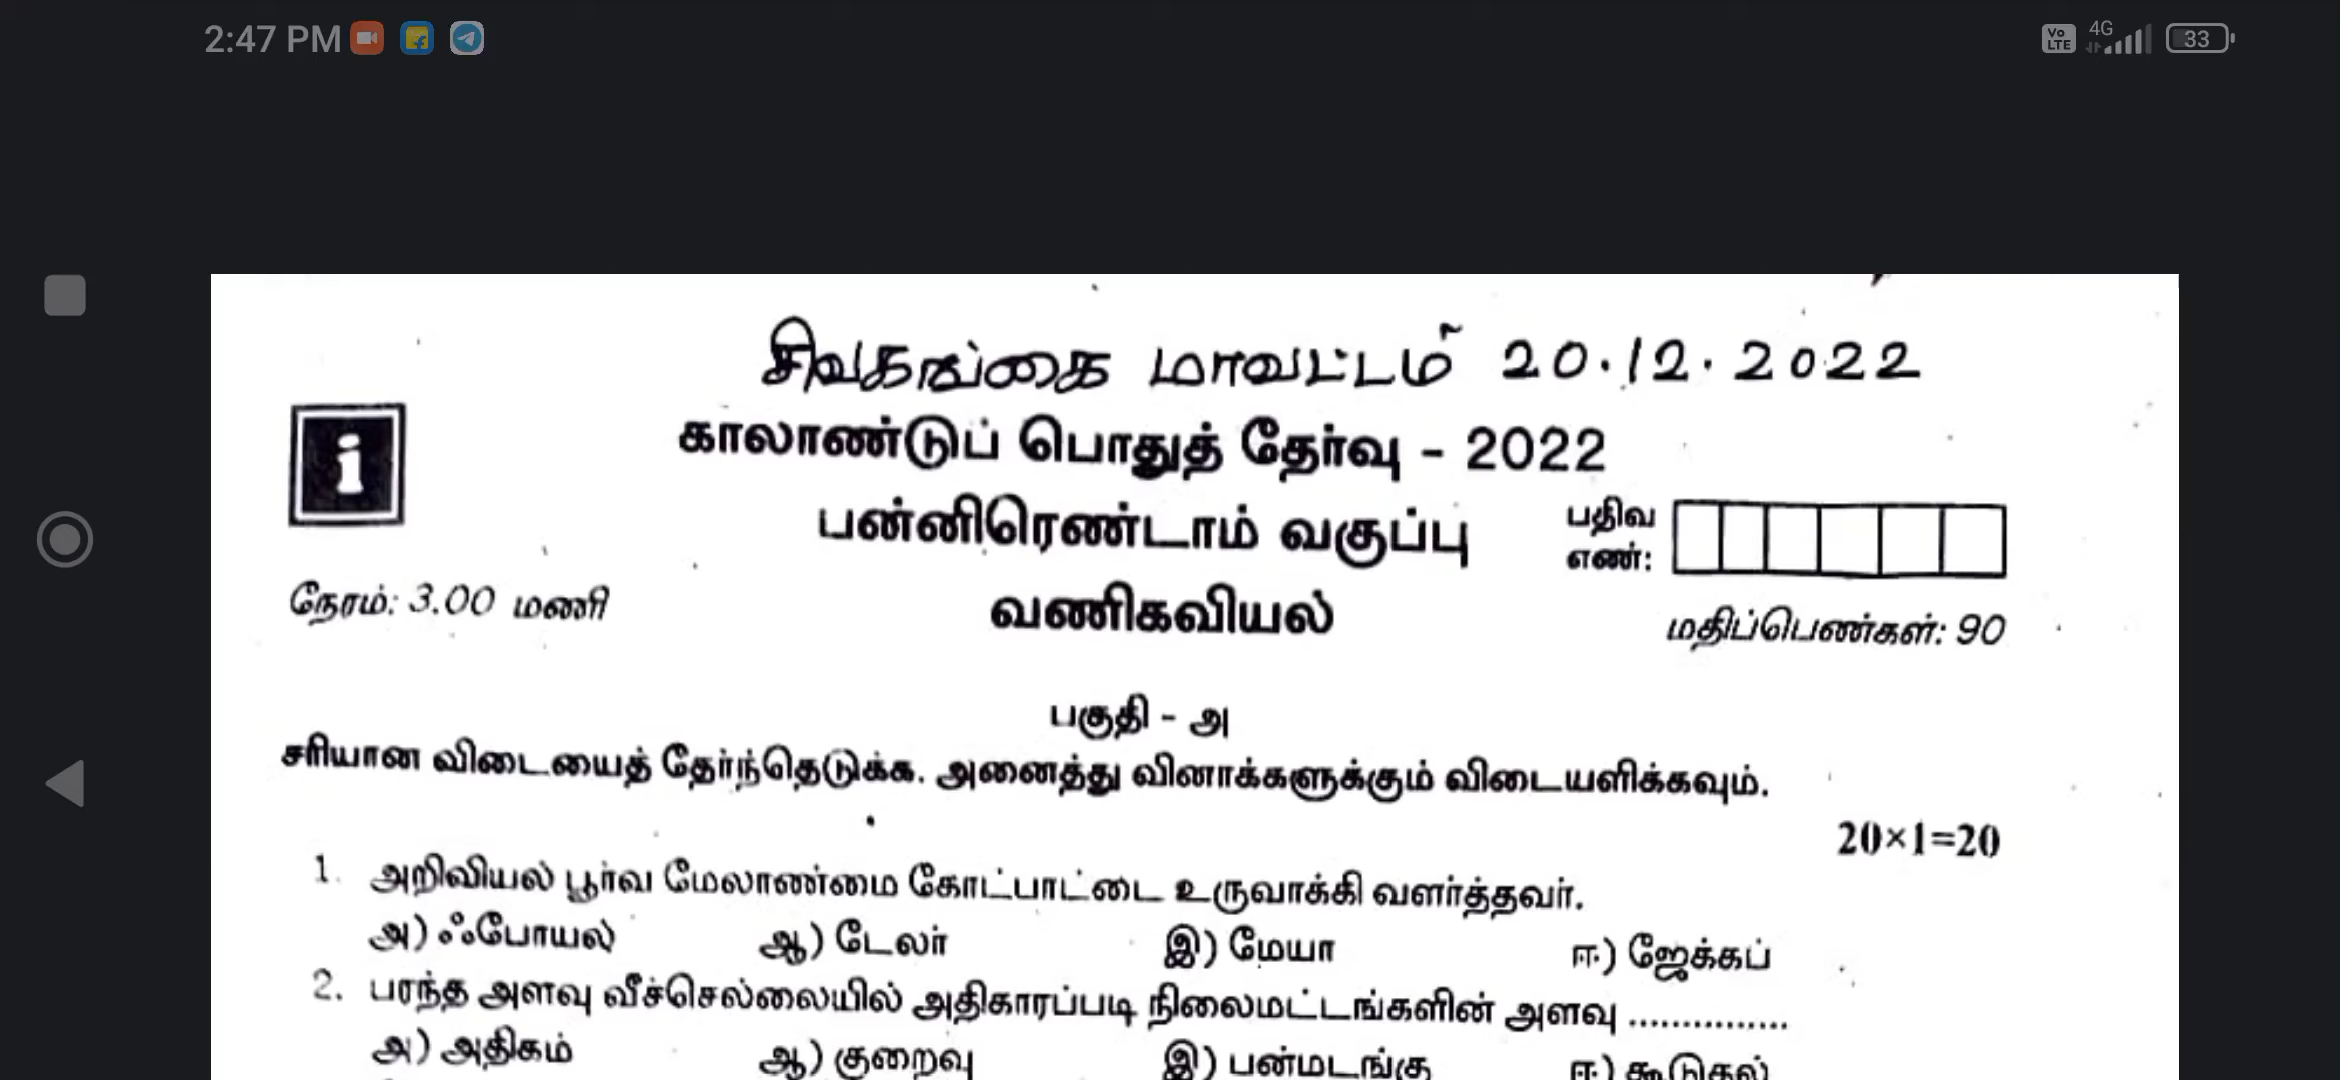 2:47 PM
Vo LTE 4G 33
சிவகங்கை மாவட்டம் 20.12.2022
i
காலாண்டுப் பொதுத் தேர்வு - 2022
பன்னிரெண்டாம் வகுப்பு
பதிவ எண்:
நேரம்: 3.00 மணி
வணிகவியல்
மதிப்பெண்கள்: 90
பகுதி - அ
சரியான விடையைத் தேர்ந்தெடுக்க. அனைத்து வினாக்களுக்கும் விடையளிக்கவும்.
20×1=20
1. அறிவியல் பூர்வ மேலாண்மை கோட்பாட்டை உருவாக்கி வளர்த்தவர்.
அ) ஃபோயல் ஆ) டேலர் இ) மேயா ஈ) ஜேக்கப்
2. பரந்த அளவு வீச்செல்லையில் அதிகாரப்படி நிலைமட்டங்களின் அளவு ...............
அ) அதிகம் ஆ) குறைவு இ) பன்மடங்கு ஈ) கூடுதல்